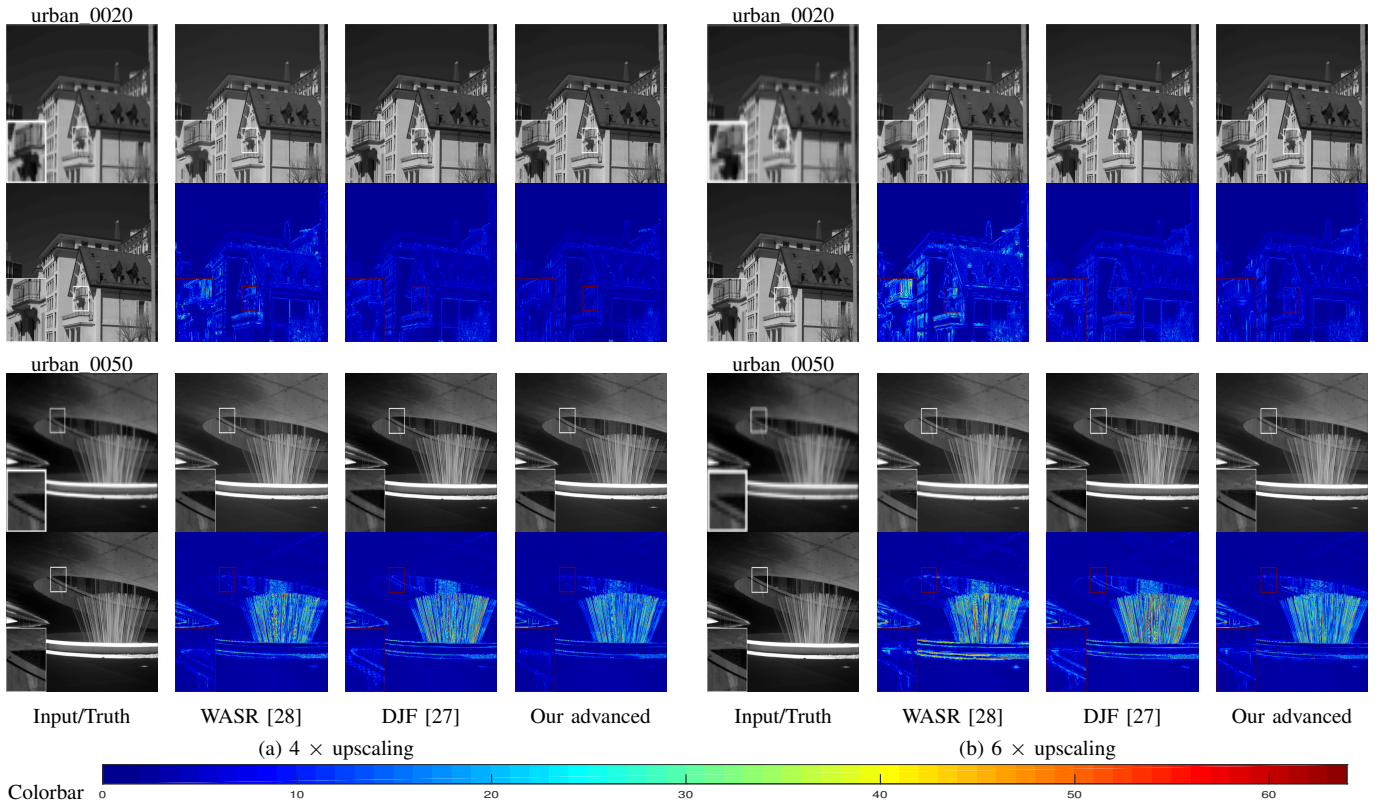 urban_0020 urban_0020
urban_0050 urban_0050
Input/Truth WASR [28] DJF [27] Our advanced Input/Truth WASR [28] DJF [27] Our advanced
(a) 4 × upscaling (b) 6 × upscaling
Colorbar 0 10 20 30 40 50 60